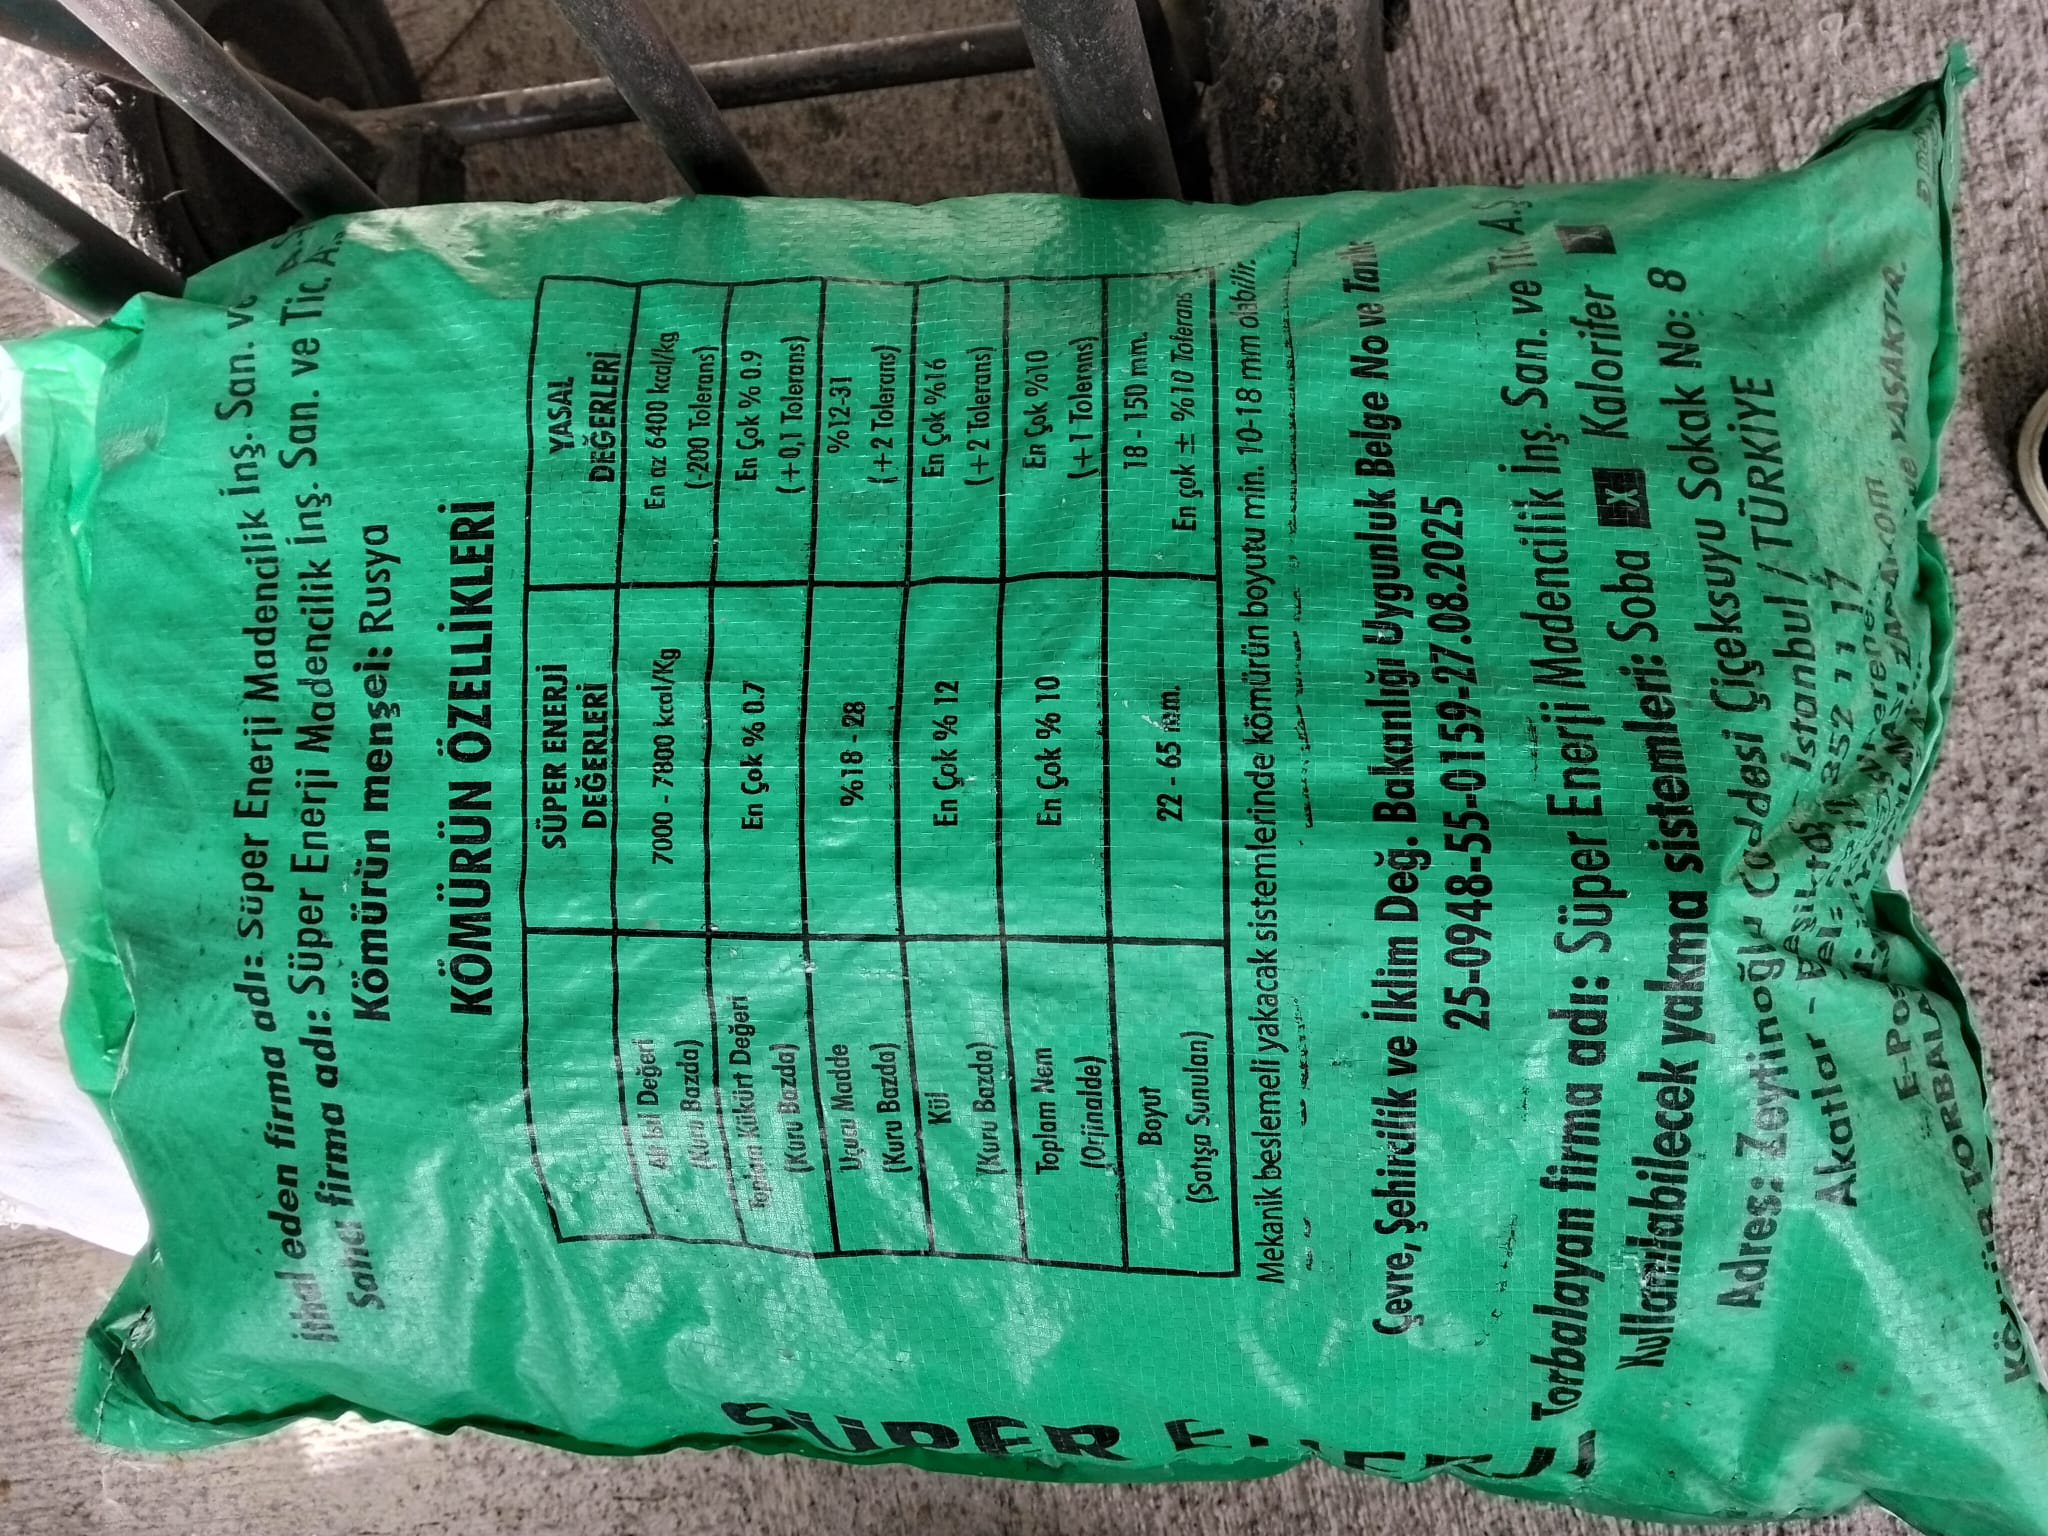 İthal eden firma adı: Süper Enerji Madencilik İnş. San. ve A.Ş
Satıcı firma adı: Süper Enerji Madencilik İnş. San. ve Tic. A.Ş
Kömürün menşei: Rusya
KÖMÜRÜN ÖZELLİKLERİ
SÜPER ENERJİ DEĞERLERİ YASAL DEĞERLERİ
Alt Isıl Değeri 7000 - 7800 kcal/Kg En az 6400 kcal/kg
(Kuru Bazda) (-200 Tolerans)
Toplam Kükürt Değeri En Çok % 0.7 En Çok % 0.9
(Kuru Bazda) (+0,1 Tolerans)
Uçucu Madde %18 - 28 %12-31
(Kuru Bazda) (+2 Tolerans)
Kül En Çok % 12 En Çok %16
(Kuru Bazda) (+2 Tolerans)
Toplam Nem En Çok % 10 En Çok %10
(Orjinalde) (+1 Tolerans)
Boyut 22 - 65 mm. 18 - 150 mm.
(Satışa Sunulan) En çok ± %10 Tolerans
Mekanik beslemeli yakacak sistemlerinde kömürün boyutu min. 10-18 mm olabilir.
Çevre, Şehircilik ve İklim Değ. Bakanlığı Uygunluk Belge No ve
25-0948-55-0159-27.08.2025
Torbalayan firma adı: Süper Enerji Madencilik İnş. San. ve Tic. A.Ş
Kullanılabilecek yakma sistemleri: Soba X Kalorifer X
Adres: Zeytinoğlu Caddesi Çiçeksuyu Sokak No: 8
Akatlar - Beşiktaş - İstanbul / TÜRKİYE
352 11 17
E-Pos
YASAKTIR.
SÜPER